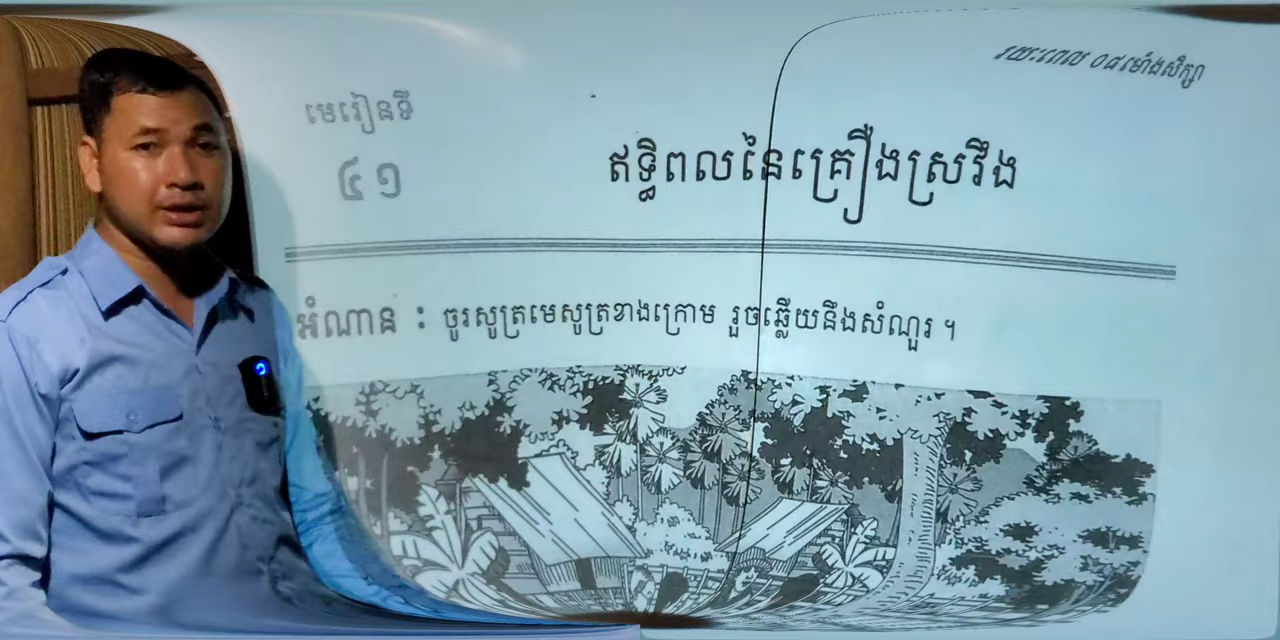 រយៈពេល ០៨ ម៉ោងសិក្សា
មេរៀនទី
៤១
ឥទ្ធិពលនៃគ្រឿងស្រវឹង
អំណាន ៖ ចូរសូត្រមេសូត្រខាងក្រោម រួចឆ្លើយនឹងសំណួរ ។